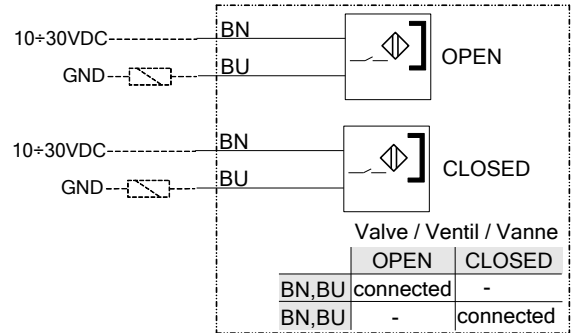 10÷30VDC BN
GND BU OPEN
10÷30VDC BN
GND BU CLOSED
Valve / Ventil / Vanne
OPEN CLOSED
BN,BU connected -
BN,BU - connected